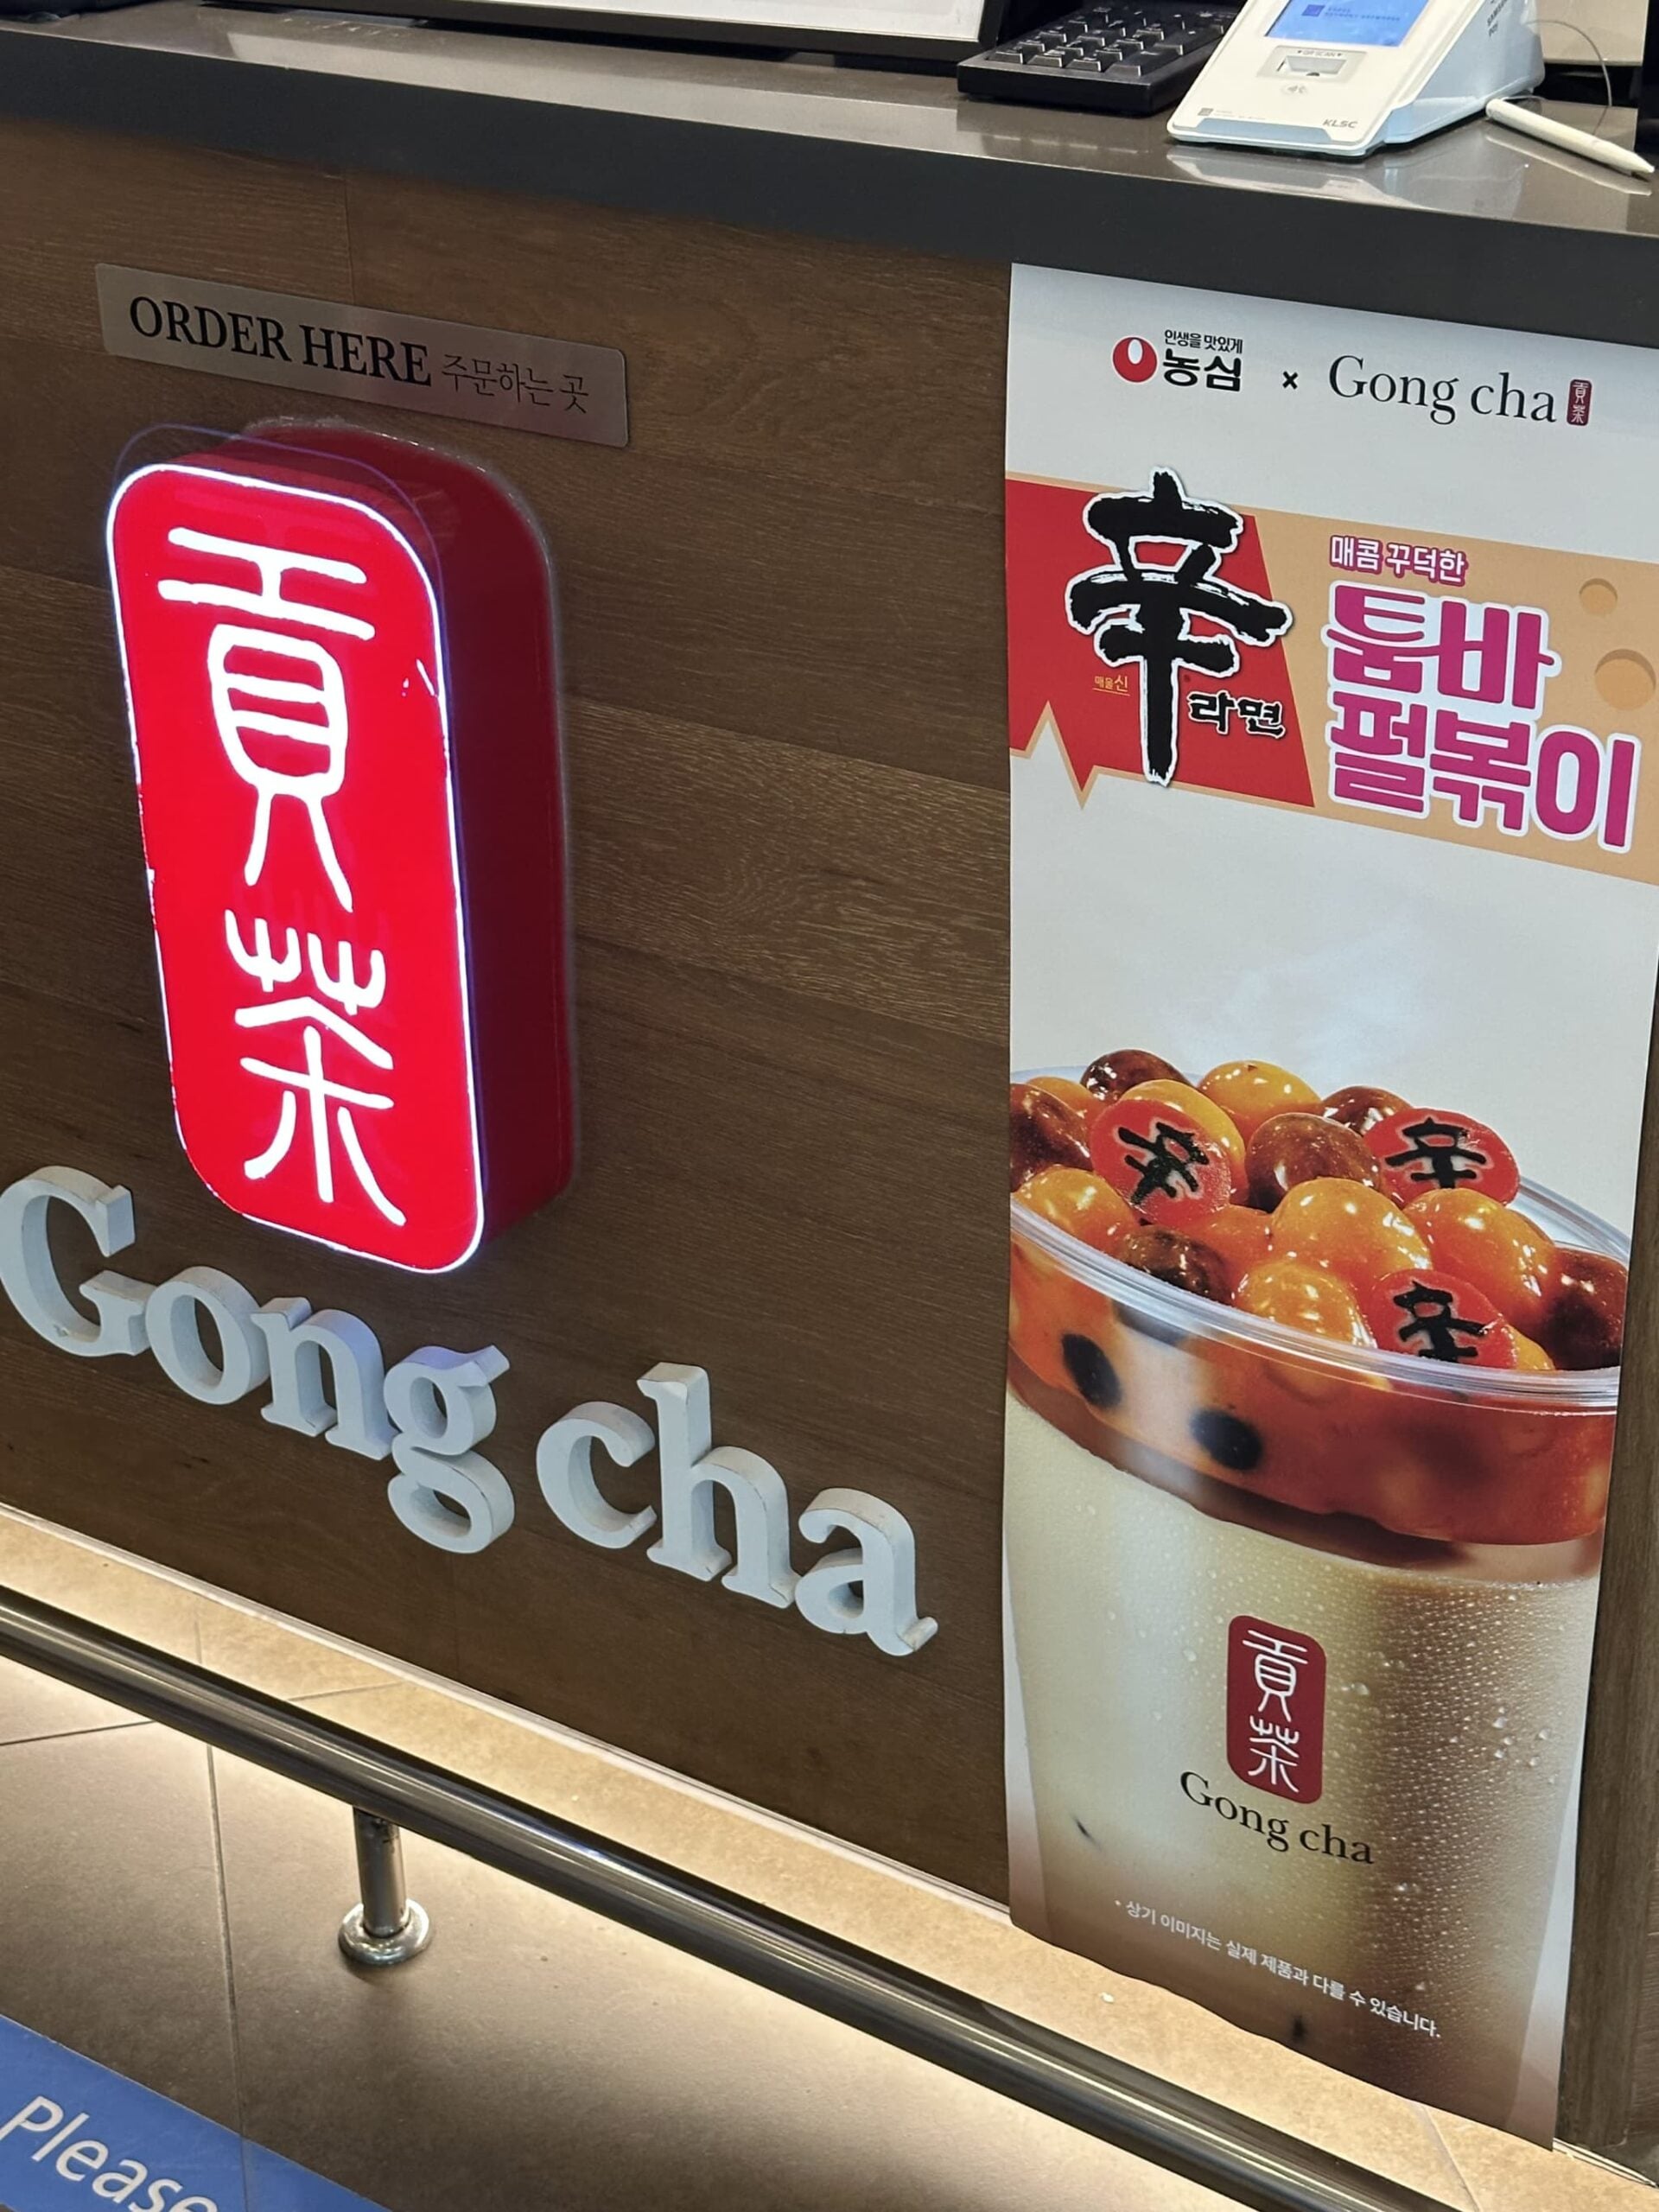 KLSC
ORDER HERE 주문하는 곳
貢
茶
Gong cha
인생을 맛있게
농심 × Gong cha 貢茶
辛
매울신
라면
매콤 꾸덕한
툼바
펄볶이
辛
辛
辛
貢
茶
Gong cha
* 상기 이미지는 실제 제품과 다를 수 있습니다.
Please